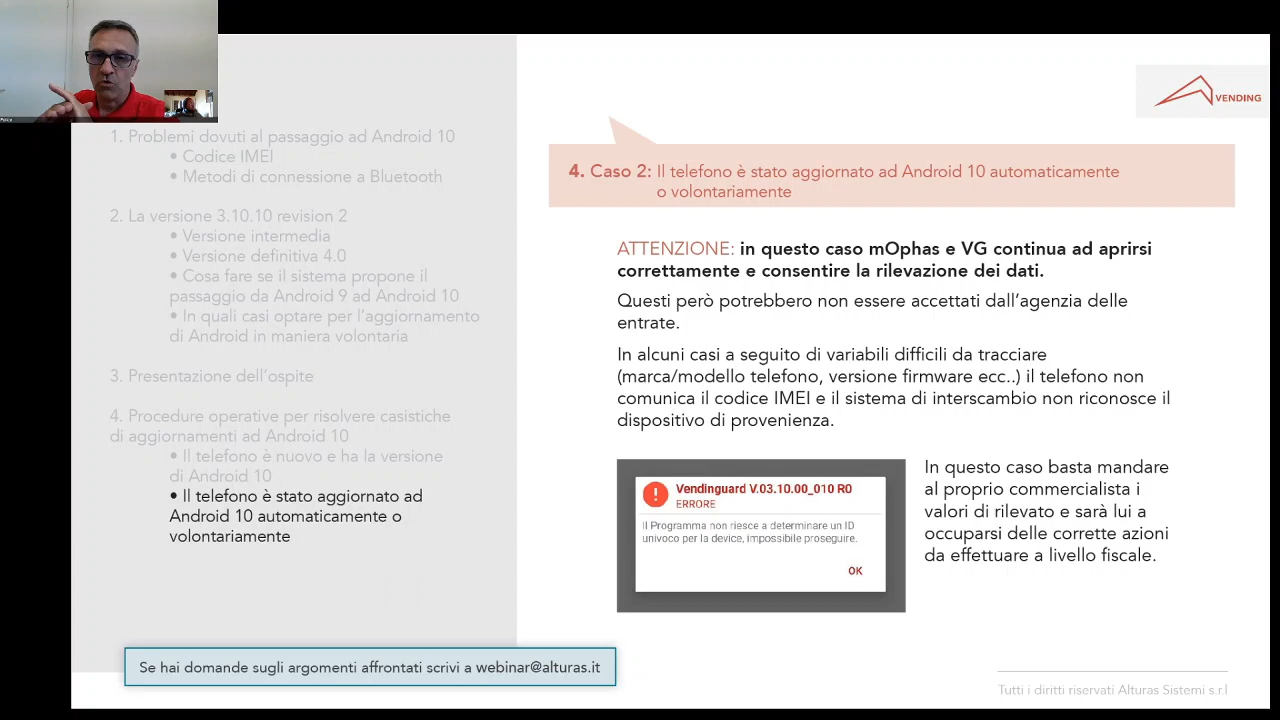 1. Problemi dovuti al passaggio ad Android 10
• Codice IMEI
• Metodi di connessione a Bluetooth
2. La versione 3.10.10 revision 2
• Versione intermedia
• Versione definitiva 4.0
• Cosa fare se il sistema propone il
passaggio da Android 9 ad Android 10
• In quali casi optare per l'aggiornamento
di Android in maniera volontaria
3. Presentazione dell'ospite
4. Procedure operative per risolvere casistiche
di aggiornamenti ad Android 10
• Il telefono è nuovo e ha la versione
di Android 10
• Il telefono è stato aggiornato ad
Android 10 automaticamente o
volontariamente
Se hai domande sugli argomenti affrontati scrivi a webinar@alturas.it
VENDING
4. Caso 2: Il telefono è stato aggiornato ad Android 10 automaticamente
o volontariamente
ATTENZIONE: in questo caso mOphas e VG continua ad aprirsi
correttamente e consentire la rilevazione dei dati.
Questi però potrebbero non essere accettati dall'agenzia delle
entrate.
In alcuni casi a seguito di variabili difficili da tracciare
(marca/modello telefono, versione firmware ecc..) il telefono non
comunica il codice IMEI e il sistema di interscambio non riconosce il
dispositivo di provenienza.
Vendinguard V.03.10.00_010 R0
ERRORE
Il Programma non riesce a determinare un ID
univoco per la device, impossibile proseguire.
OK
In questo caso basta mandare
al proprio commercialista i
valori di rilevato e sarà lui a
occuparsi delle corrette azioni
da effettuare a livello fiscale.
Tutti i diritti riservati Alturas Sistemi s.r.l